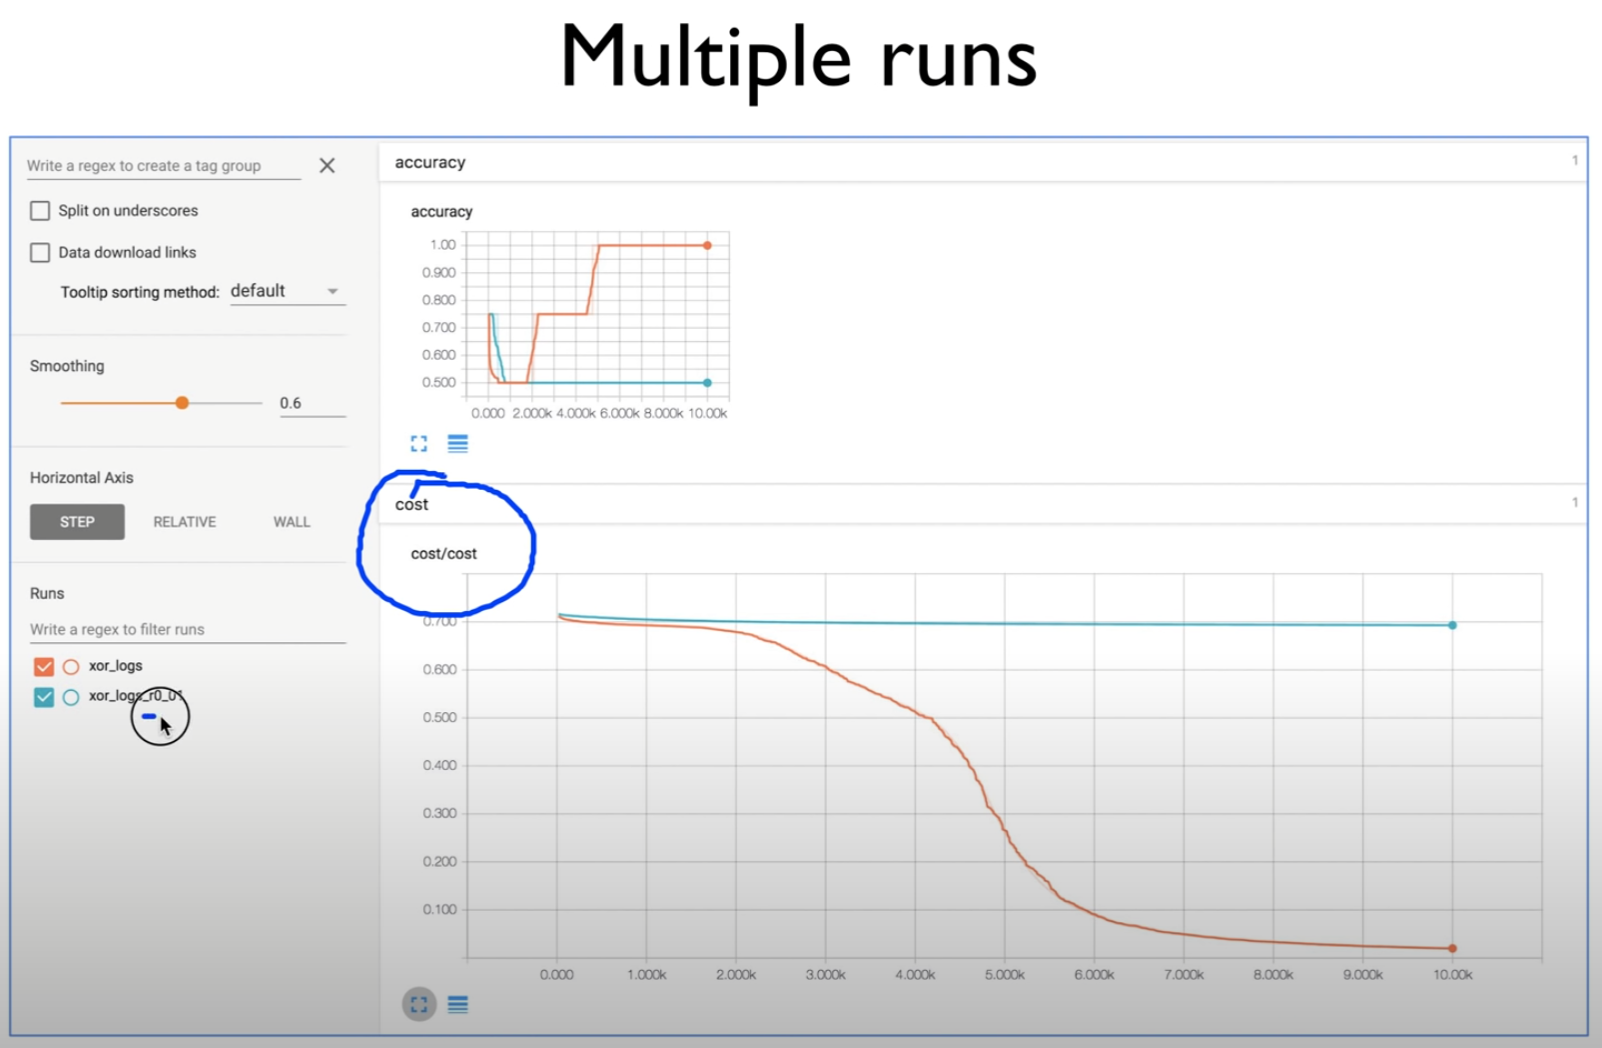 Multiple runs
Write a regex to create a tag group
Split on underscores
Data download links
Tooltip sorting method: default
Smoothing
0.6
Horizontal Axis
STEP RELATIVE WALL
Runs
Write a regex to filter runs
xor_logs
xor_logs_r0_01
accuracy 1
accuracy
1.00
0.900
0.800
0.700
0.600
0.500
0.000 2.000k 4.000k 6.000k 8.000k 10.00k
cost 1
cost/cost
0.700
0.600
0.500
0.400
0.300
0.200
0.100
0.000 1.000k 2.000k 3.000k 4.000k 5.000k 6.000k 7.000k 8.000k 9.000k 10.00k